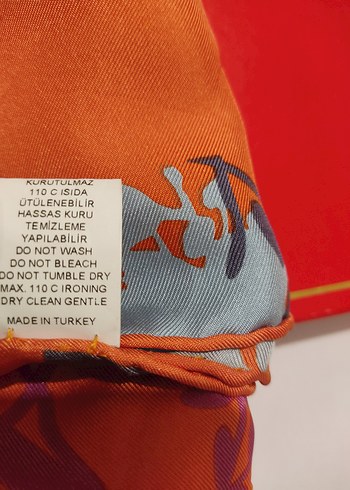 KURUTULMAZ
110 C ISIDA
ÜTÜLENEBİLİR
HASSAS KURU
TEMİZLEME
YAPILABİLİR
DO NOT WASH
DO NOT BLEACH
DO NOT TUMBLE DRY
MAX. 110 C IRONING
DRY CLEAN GENTLE
MADE IN TURKEY